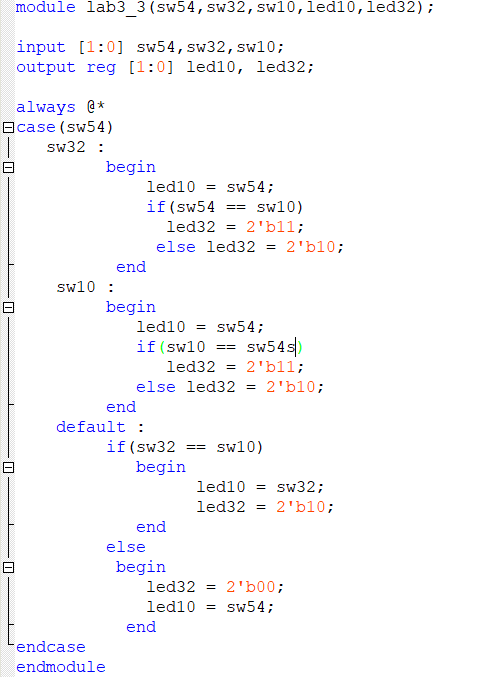 module lab3_3(sw54,sw32,sw10,led10,led32);
input [1:0] sw54,sw32,sw10;
output reg [1:0] led10, led32;
always @*
case(sw54)
sw32 :
begin
led10 = sw54;
if(sw54 == sw10)
led32 = 2'b11;
else led32 = 2'b10;
end
sw10 :
begin
led10 = sw54;
if(sw10 == sw54s)
led32 = 2'b11;
else led32 = 2'b10;
end
default :
if(sw32 == sw10)
begin
led10 = sw32;
led32 = 2'b10;
end
else
begin
led32 = 2'b00;
led10 = sw54;
end
endcase
endmodule